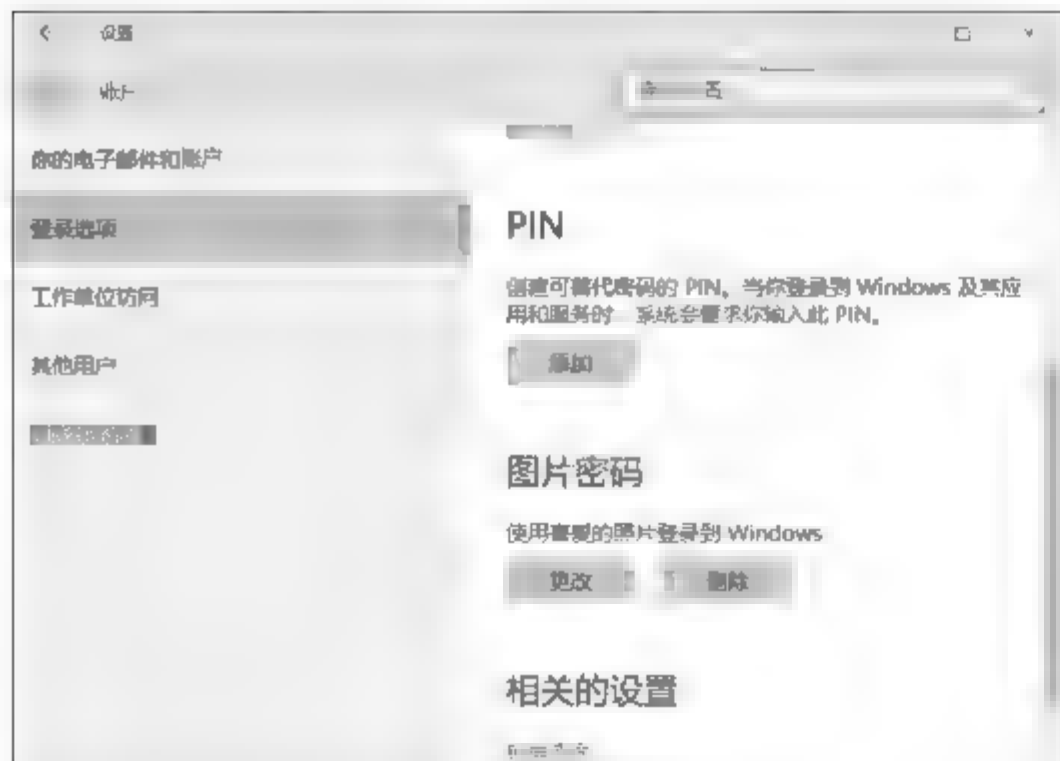 设置
账户
你的电子邮件和账户
登录选项
工作单位访问
其他用户
PIN
创建可替代密码的 PIN。当你登录到 Windows 及其应
用和服务时，系统会要求你输入此 PIN。
添加
图片密码
使用喜爱的照片登录到 Windows
更改
删除
相关的设置